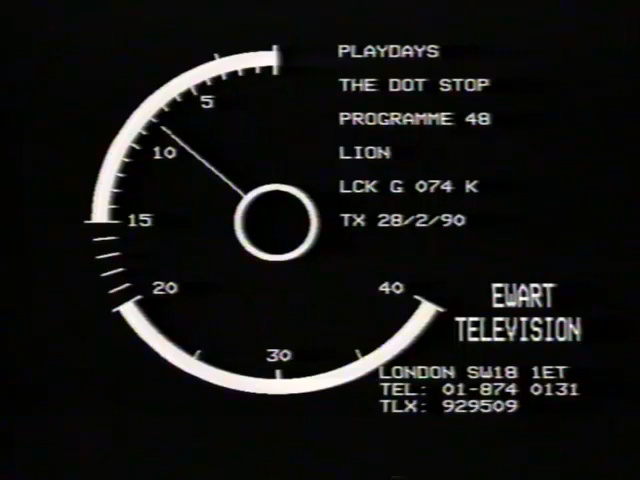 PLAYDAYS
THE DOT STOP
PROGRAMME 48
LION
LCK G 074 K
TX 28/2/90
5
10
15
20
30
40
EWART
TELEVISION
LONDON SW18 1ET
TEL: 01-874 0131
TLX: 929509